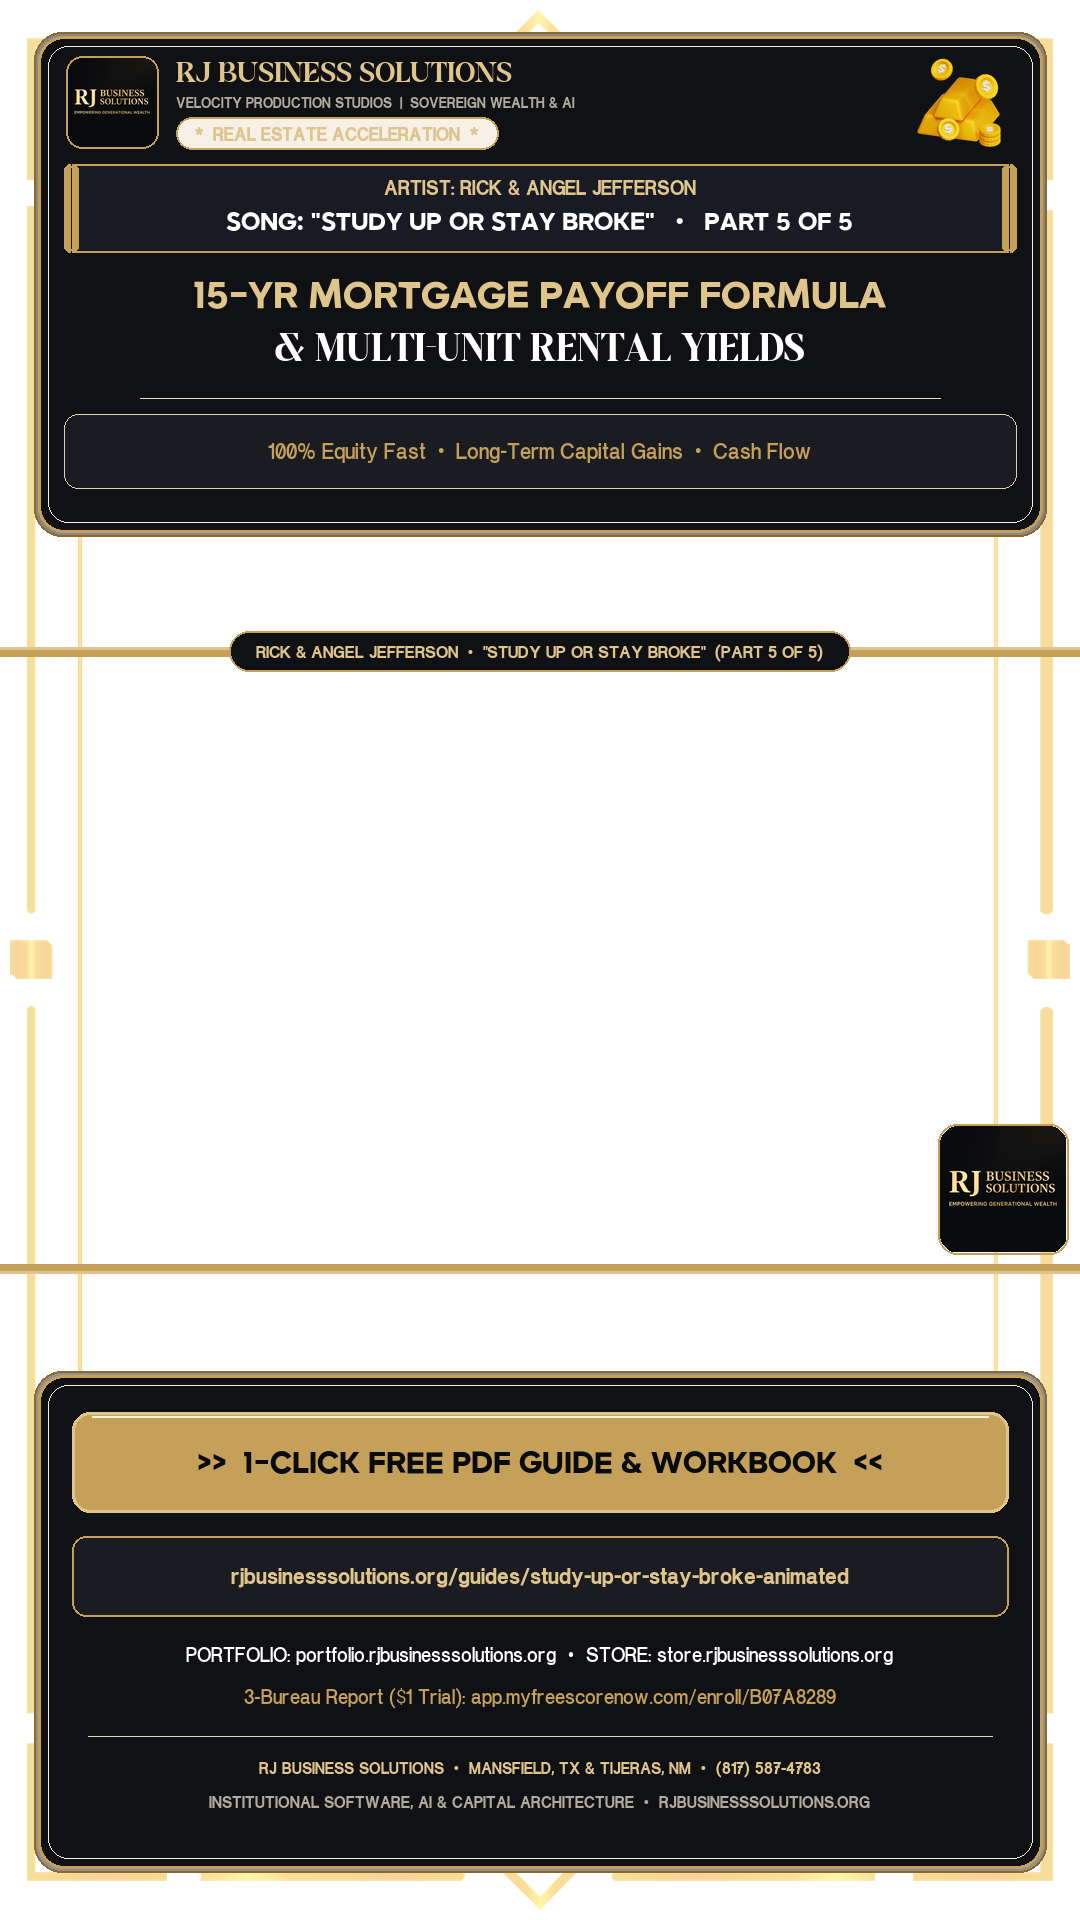 RJ BUSINESS SOLUTIONS
EMPOWERING GENERATIONAL WEALTH
RJ BUSINESS SOLUTIONS
VELOCITY PRODUCTION STUDIOS | SOVEREIGN WEALTH & AI
* REAL ESTATE ACCELERATION *
ARTIST: RICK & ANGEL JEFFERSON
SONG: "STUDY UP OR STAY BROKE" • PART 5 OF 5
15-YR MORTGAGE PAYOFF FORMULA
& MULTI-UNIT RENTAL YIELDS
100% Equity Fast • Long-Term Capital Gains • Cash Flow
RICK & ANGEL JEFFERSON • "STUDY UP OR STAY BROKE" (PART 5 OF 5)
RJ BUSINESS SOLUTIONS
EMPOWERING GENERATIONAL WEALTH
>> 1-CLICK FREE PDF GUIDE & WORKBOOK <<
rjbusinesssolutions.org/guides/study-up-or-stay-broke-animated
PORTFOLIO: portfolio.rjbusinesssolutions.org • STORE: store.rjbusinesssolutions.org
3-Bureau Report ($1 Trial): app.myfreescorenow.com/enroll/B07A8289
RJ BUSINESS SOLUTIONS • MANSFIELD, TX & TIJERAS, NM • (817) 587-4783
INSTITUTIONAL SOFTWARE, AI & CAPITAL ARCHITECTURE • RJBUSINESSSOLUTIONS.ORG